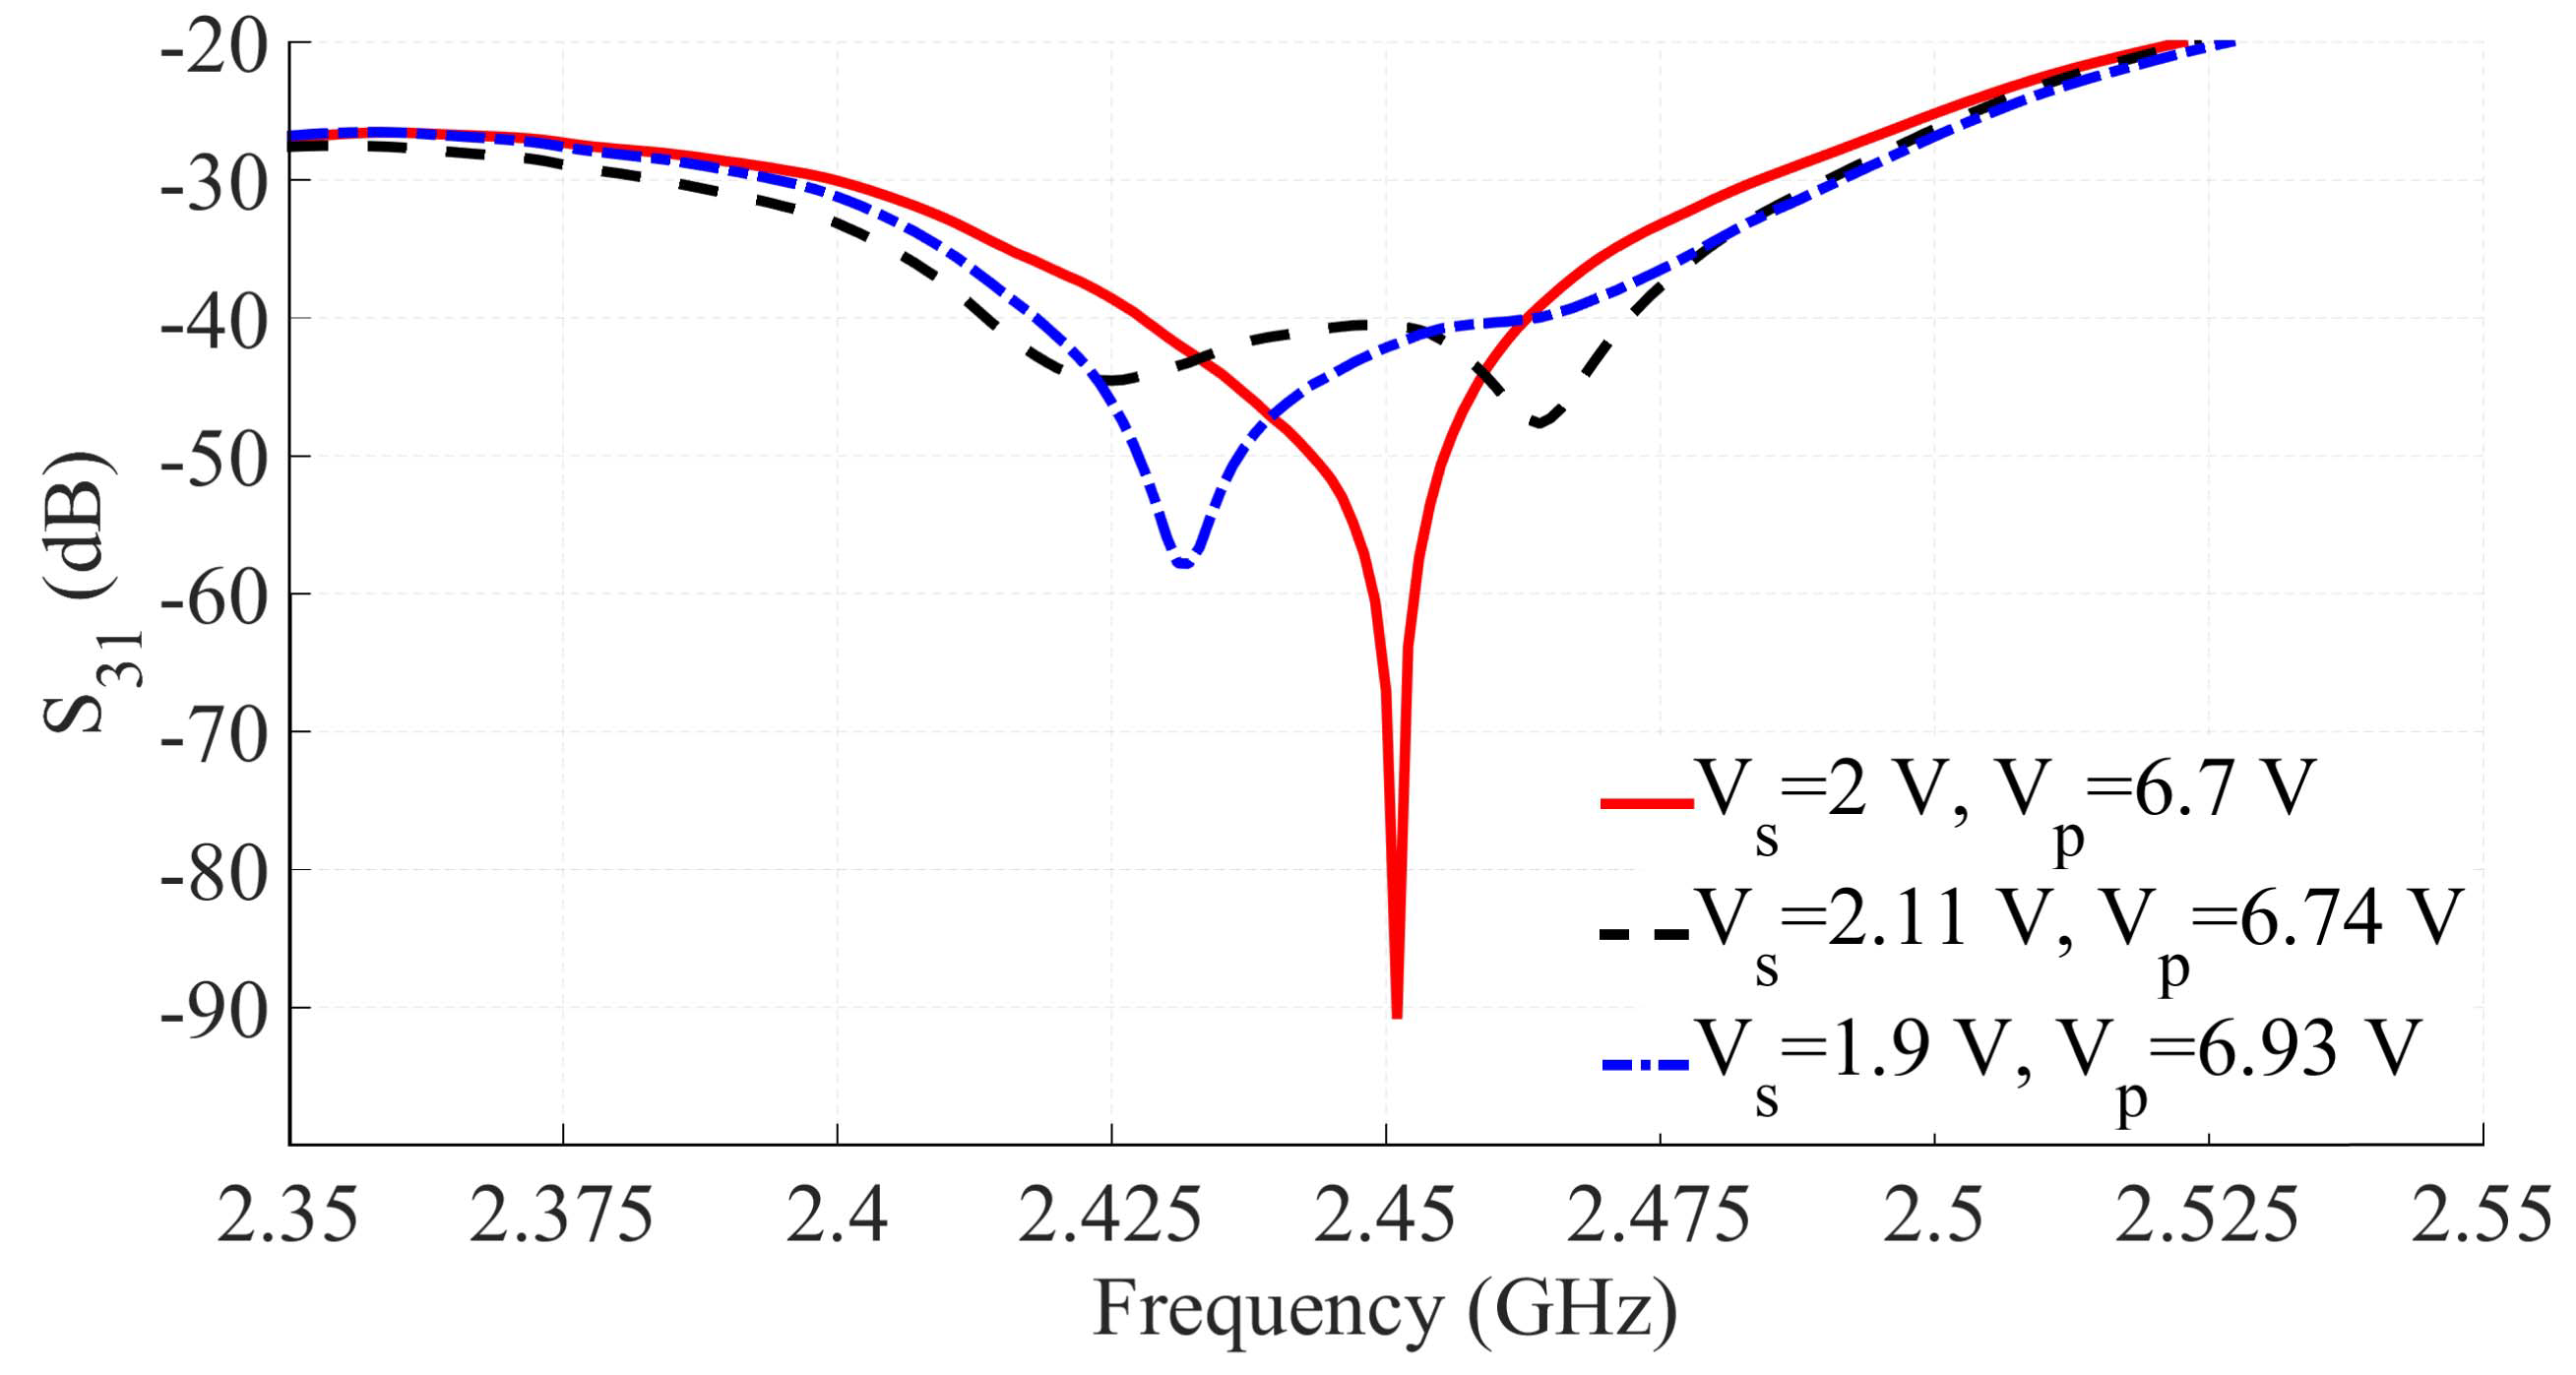 -20
-30
-40
-50
-60
-70
-80
-90
S31 (dB)
Vs=2 V, Vp=6.7 V
Vs=2.11 V, Vp=6.74 V
Vs=1.9 V, Vp=6.93 V
2.35 2.375 2.4 2.425 2.45 2.475 2.5 2.525 2.55
Frequency (GHz)